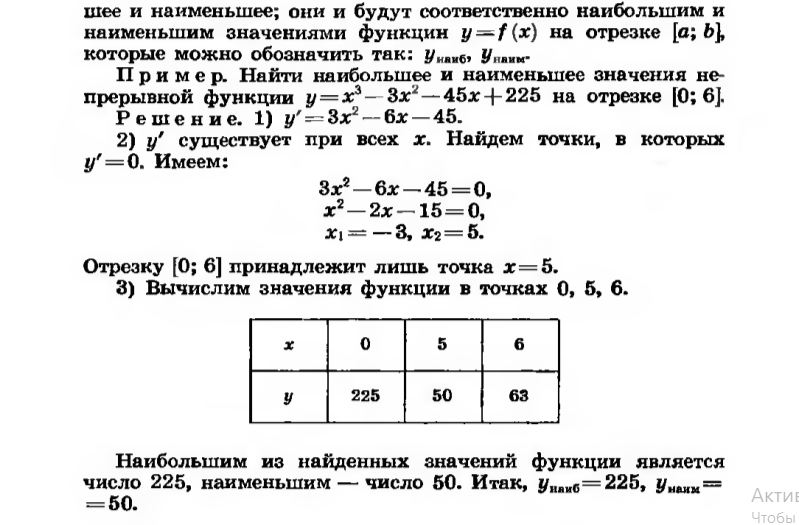 шее и наименьшее; они и будут соответственно наибольшим и
наименьшим значениями функции y=f(x) на отрезке [a; b],
которые можно обозначить так: yнаиб, yнаим.
Пример. Найти наибольшее и наименьшее значения не-
прерывной функции y=x³—3x²—45x+225 на отрезке [0; 6].
Решение. 1) y′=3x²—6x—45.
2) y′ существует при всех x. Найдем точки, в которых
y′=0. Имеем:
3x²—6x—45=0,
x²—2x—15=0,
x₁=—3, x₂=5.
Отрезку [0; 6] принадлежит лишь точка x=5.
3) Вычислим значения функции в точках 0, 5, 6.
x 0 5 6
y 225 50 63
Наибольшим из найденных значений функции является
число 225, наименьшим — число 50. Итак, yнаиб=225, yнаим=
=50.
Актив
Чтобы